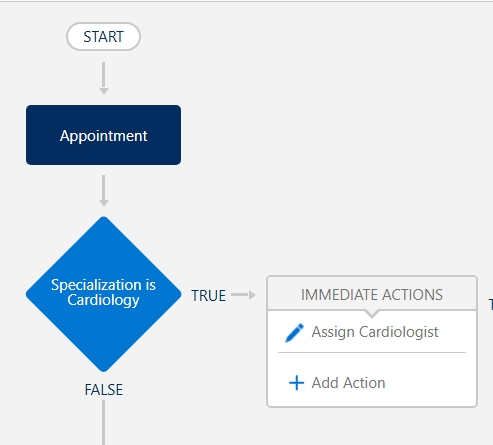 START
Appointment
Specialization is
Cardiology
TRUE
IMMEDIATE ACTIONS
Assign Cardiologist
Add Action
FALSE